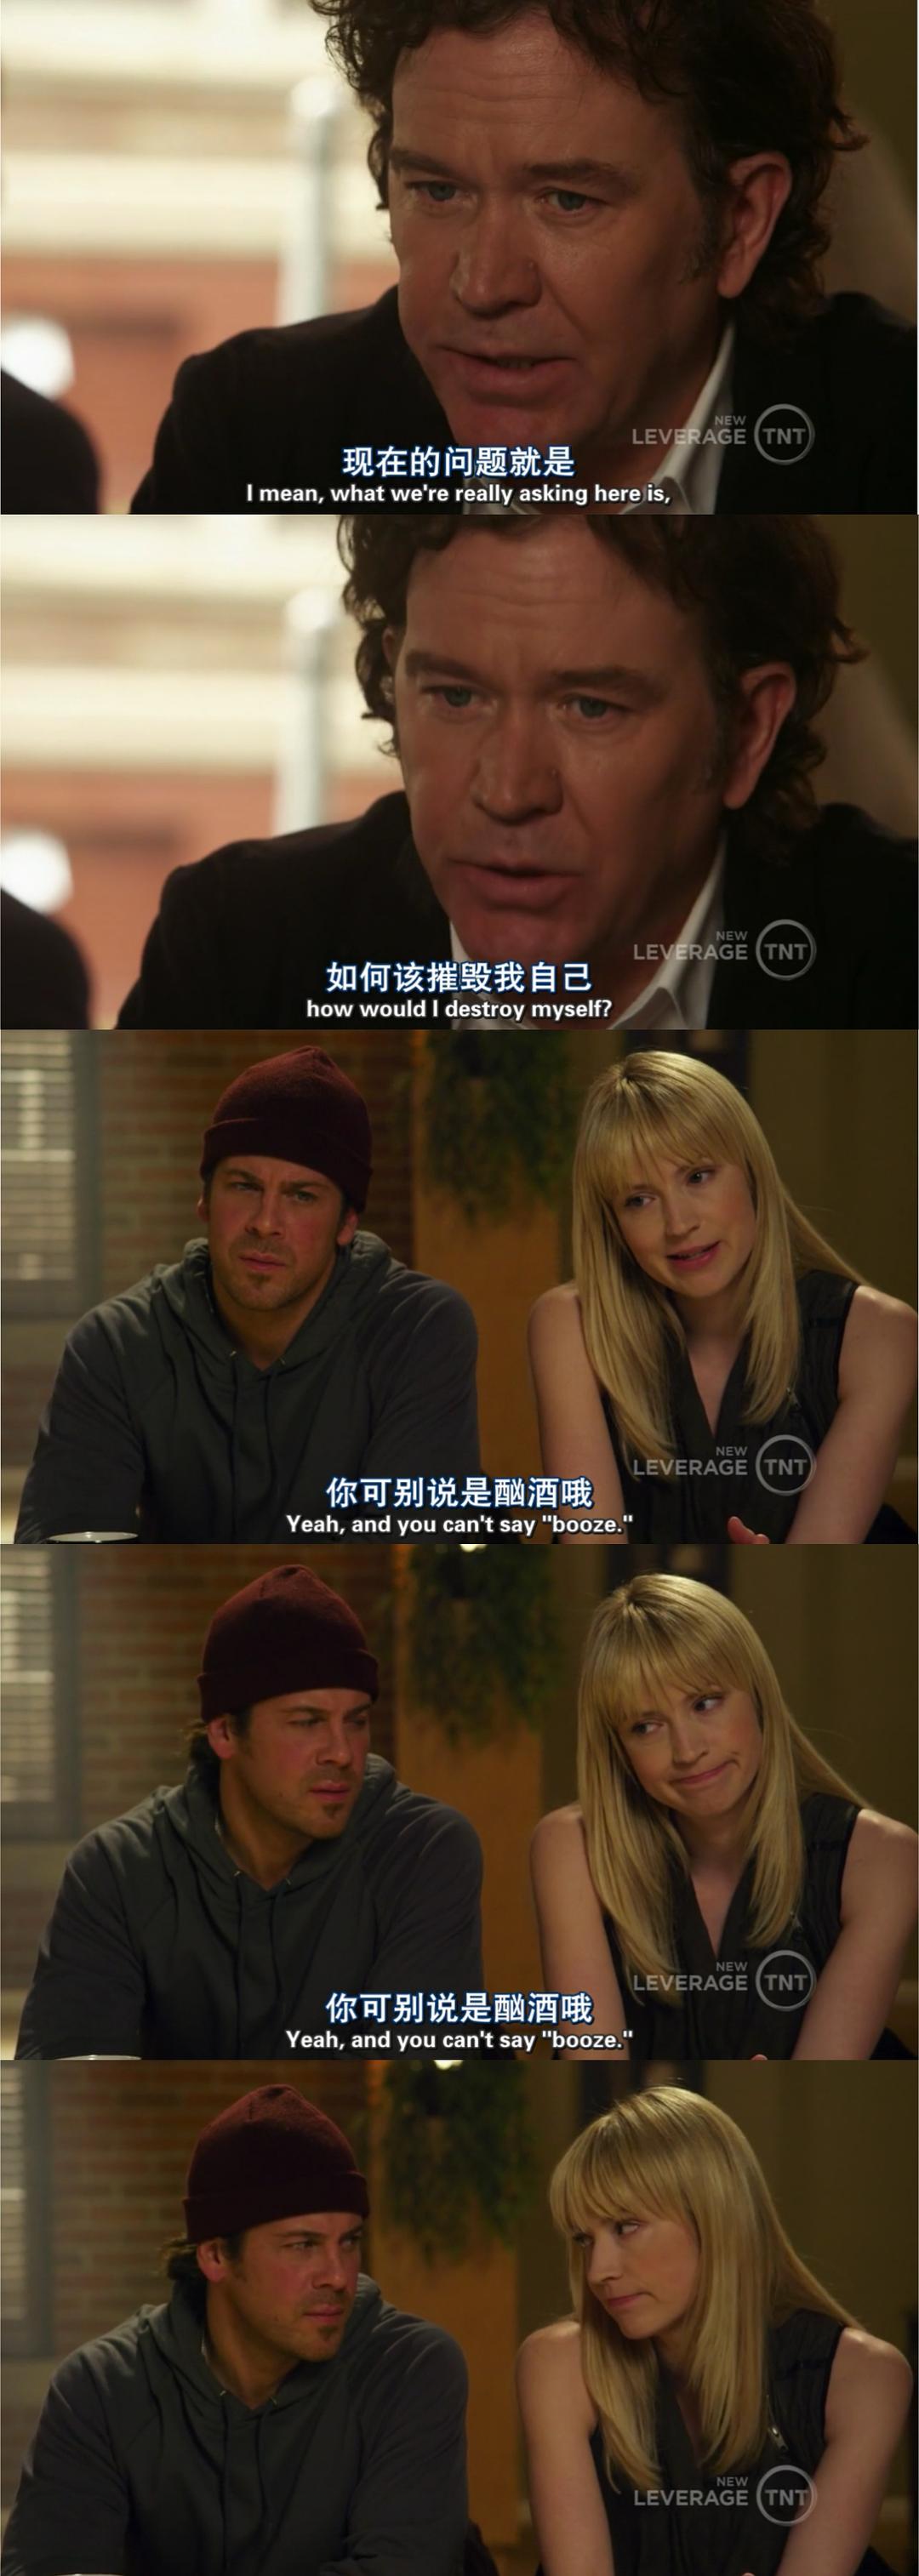 NEW
LEVERAGE TNT
现在的问题就是
I mean, what we're really asking here is,
NEW
LEVERAGE TNT
如何该摧毁我自己
how would I destroy myself?
NEW
LEVERAGE TNT
你可别说是酗酒哦
Yeah, and you can't say "booze."
NEW
LEVERAGE TNT
你可别说是酗酒哦
Yeah, and you can't say "booze."
NEW
LEVERAGE TNT